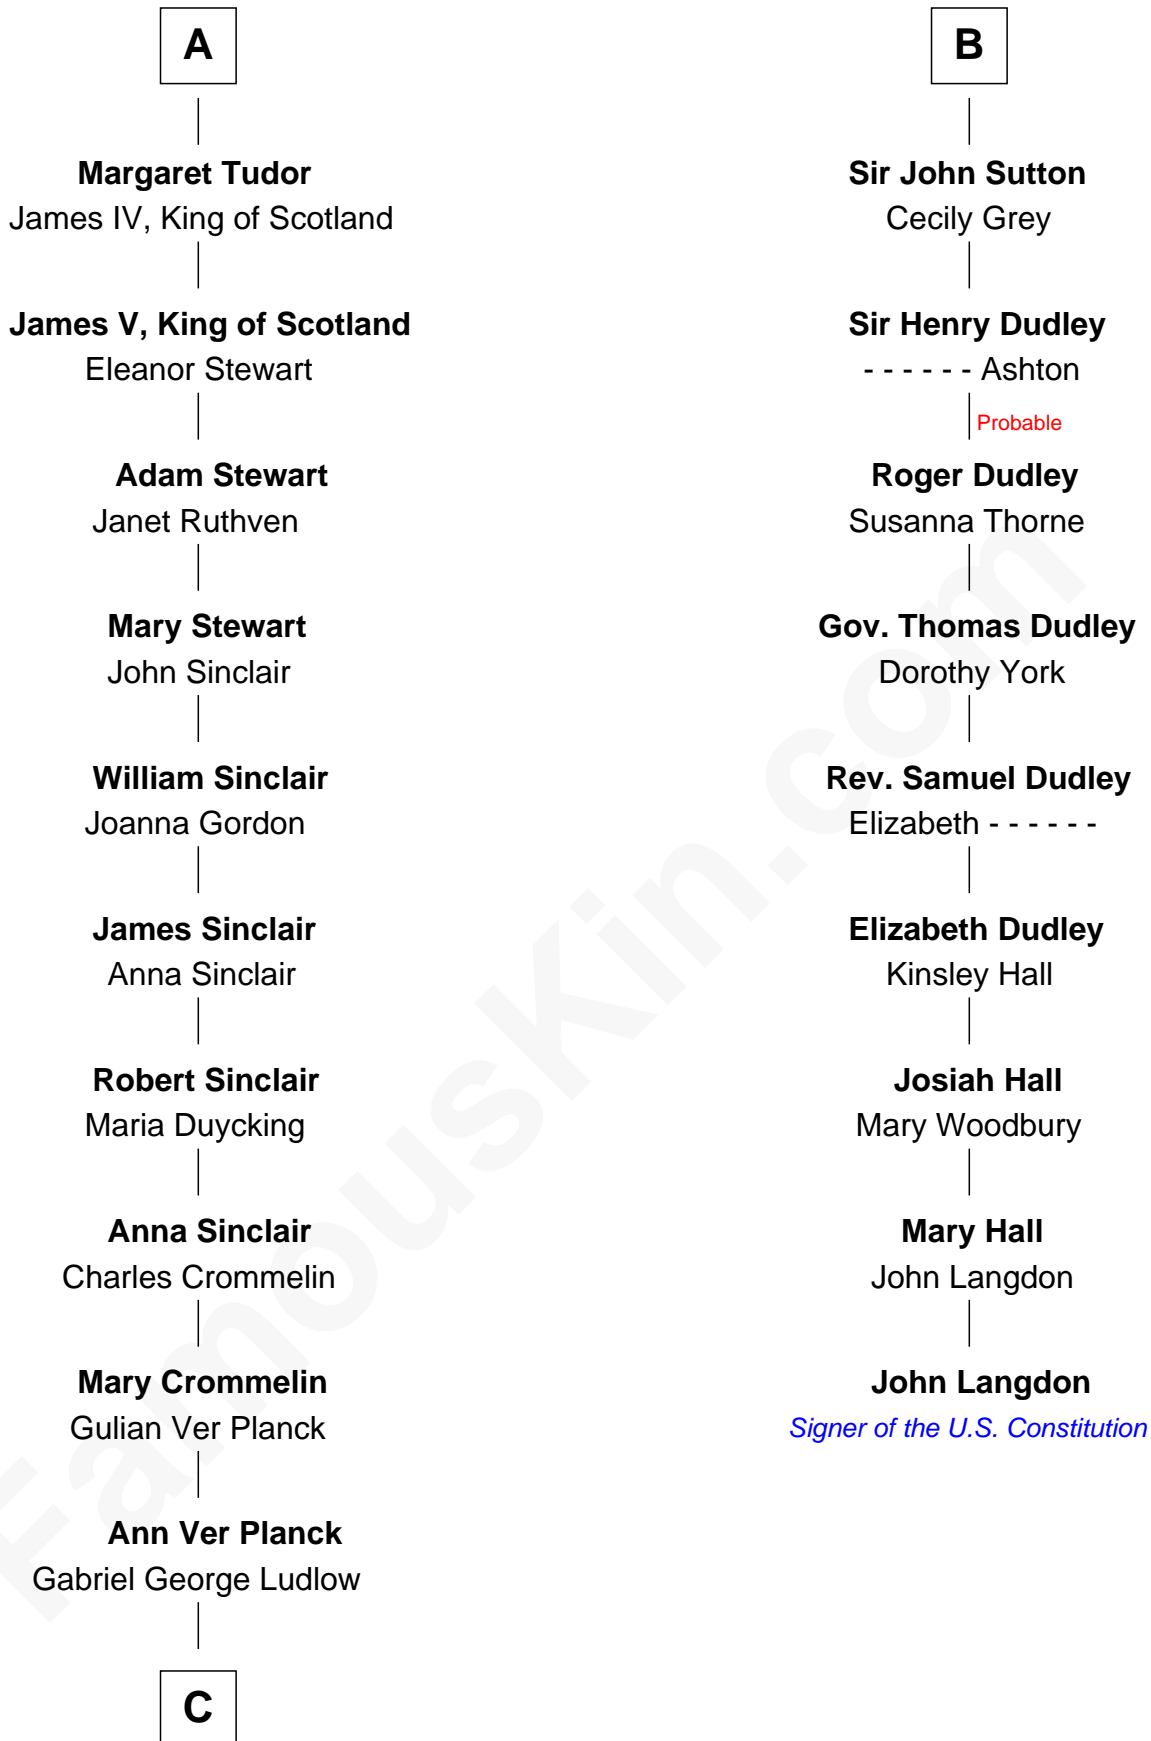 A
Margaret Tudor
James IV, King of Scotland
James V, King of Scotland
Eleanor Stewart
Adam Stewart
Janet Ruthven
Mary Stewart
John Sinclair
William Sinclair
Joanna Gordon
James Sinclair
Anna Sinclair
Robert Sinclair
Maria Duycking
Anna Sinclair
Charles Crommelin
Mary Crommelin
Gulian Ver Planck
Ann Ver Planck
Gabriel George Ludlow
C
B
Sir John Sutton
Cecily Grey
Sir Henry Dudley
- - - - - - Ashton
Probable
Roger Dudley
Susanna Thorne
Gov. Thomas Dudley
Dorothy York
Rev. Samuel Dudley
Elizabeth - - - - - -
Elizabeth Dudley
Kinsley Hall
Josiah Hall
Mary Woodbury
Mary Hall
John Langdon
John Langdon
Signer of the U.S. Constitution
FamousKin.com